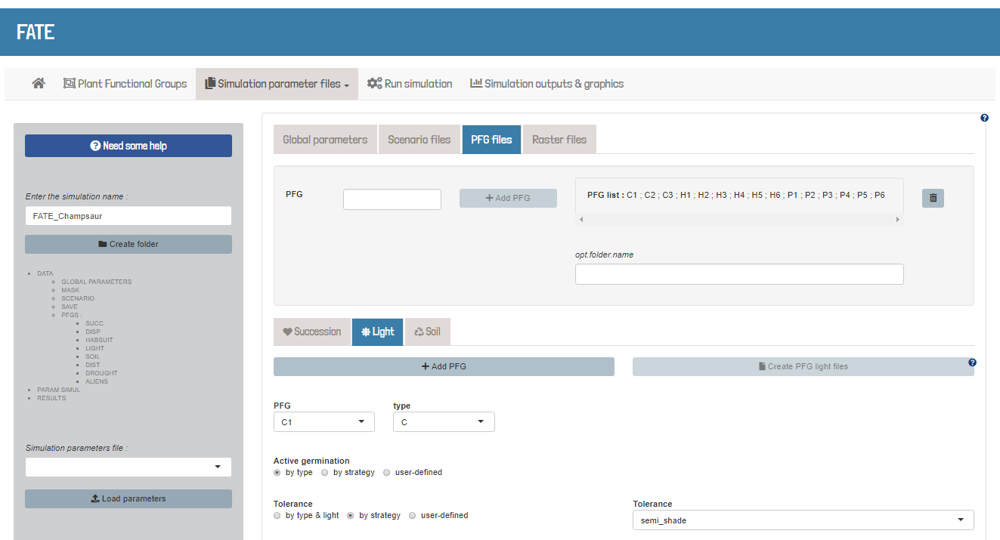 FATE
Plant Functional Groups
Simulation parameter files
Run simulation
Simulation outputs & graphics
Need some help
Enter the simulation name :
FATE_Champsaur
Create folder
DATA
GLOBAL PARAMETERS
MASK
SCENARIO
SAVE
PFGS :
SUCC
DISP
HABSUIT
LIGHT
SOIL
DIST
DROUGHT
ALIENS
PARAM SIMUL
RESULTS
Simulation parameters file :
Load parameters
Global parameters
Scenario files
PFG files
Raster files
PFG
+ Add PFG
PFG list : C1 ; C2 ; C3 ; H1 ; H2 ; H3 ; H4 ; H5 ; H6 ; P1 ; P2 ; P3 ; P4 ; P5 ; P6
opt.folder.name
Succession
Light
Soil
+ Add PFG
Create PFG light files
PFG
type
C1
C
Active germination
by type
by strategy
user-defined
Tolerance
by type & light
by strategy
user-defined
Tolerance
semi_shade